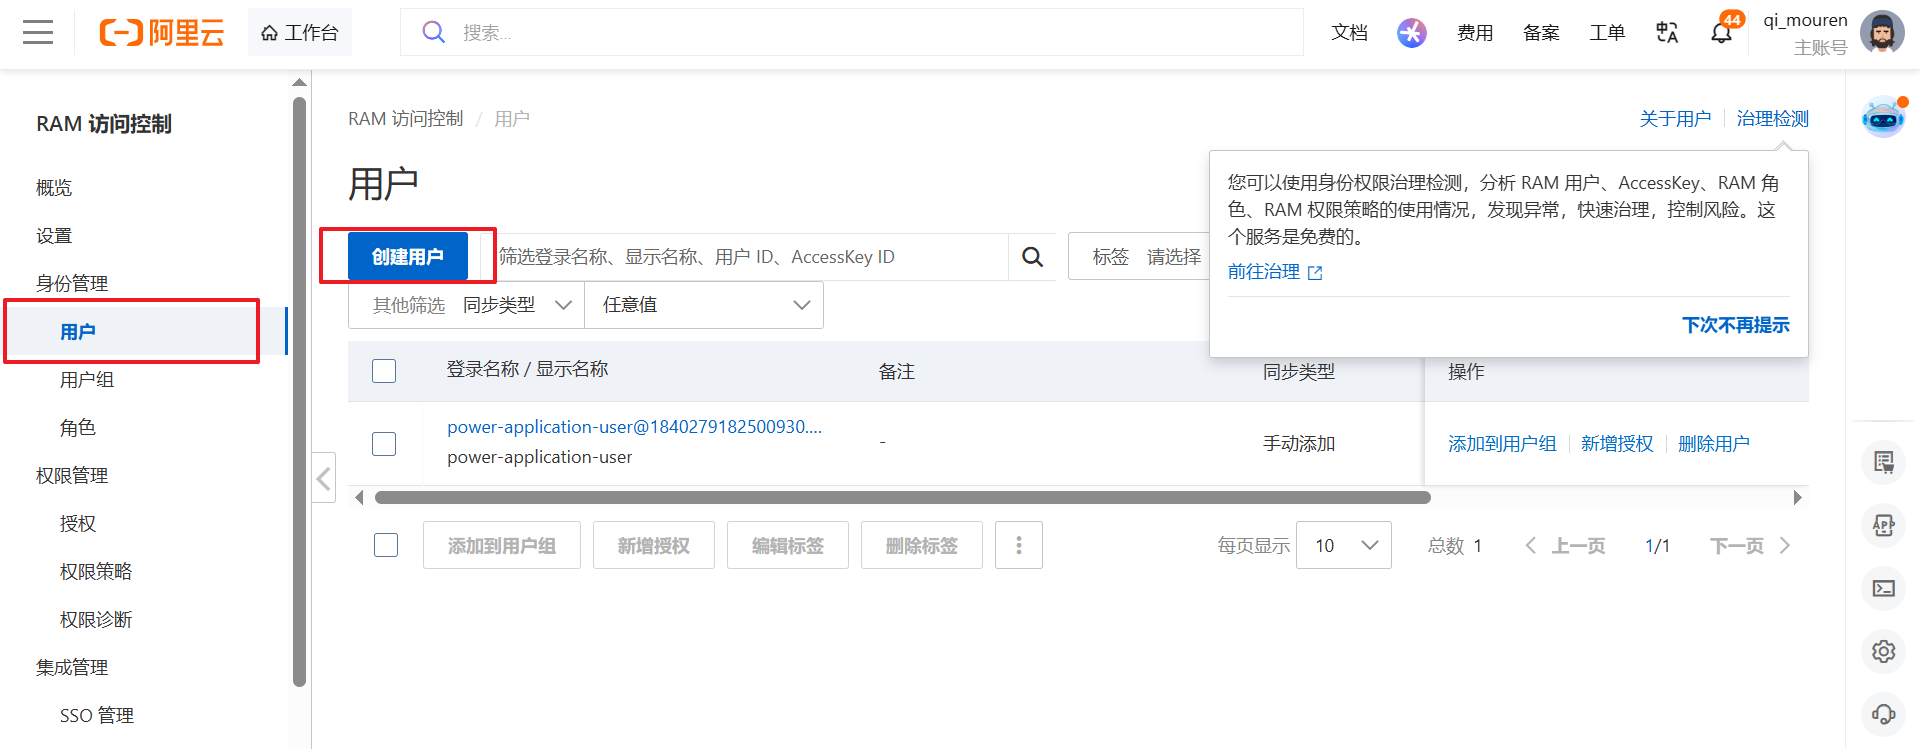 阿里云
工作台
搜索...
文档
费用
备案
工单
44
qi_mouren
主账号
RAM 访问控制
概览
设置
身份管理
用户
用户组
角色
权限管理
授权
权限策略
权限诊断
集成管理
SSO 管理
RAM 访问控制 / 用户
关于用户
治理检测
用户
您可以使用身份权限治理检测，分析 RAM 用户、AccessKey、RAM 角
色、RAM 权限策略的使用情况，发现异常，快速治理，控制风险。这
个服务是免费的。
前往治理
下次不再提示
创建用户
筛选登录名称、显示名称、用户 ID、AccessKey ID
标签 请选择
其他筛选 同步类型
任意值
登录名称 / 显示名称
备注
同步类型
操作
power-application-user@1840279182500930....
power-application-user
-
手动添加
添加到用户组
新增授权
删除用户
添加到用户组
新增授权
编辑标签
删除标签
每页显示
10
总数 1
上一页
1/1
下一页
APP